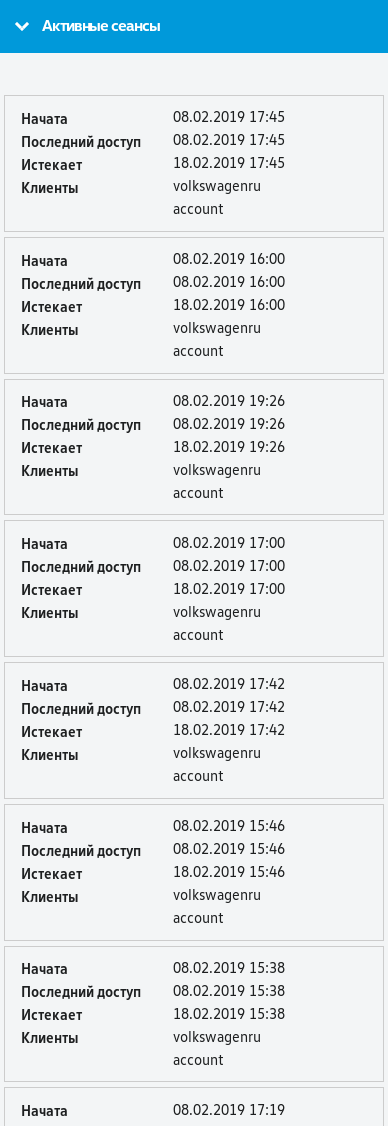 Активные сеансы
Начата 08.02.2019 17:45
Последний доступ 08.02.2019 17:45
Истекает 18.02.2019 17:45
Клиенты volkswagenru
account
Начата 08.02.2019 16:00
Последний доступ 08.02.2019 16:00
Истекает 18.02.2019 16:00
Клиенты volkswagenru
account
Начата 08.02.2019 19:26
Последний доступ 08.02.2019 19:26
Истекает 18.02.2019 19:26
Клиенты volkswagenru
account
Начата 08.02.2019 17:00
Последний доступ 08.02.2019 17:00
Истекает 18.02.2019 17:00
Клиенты volkswagenru
account
Начата 08.02.2019 17:42
Последний доступ 08.02.2019 17:42
Истекает 18.02.2019 17:42
Клиенты volkswagenru
account
Начата 08.02.2019 15:46
Последний доступ 08.02.2019 15:46
Истекает 18.02.2019 15:46
Клиенты volkswagenru
account
Начата 08.02.2019 15:38
Последний доступ 08.02.2019 15:38
Истекает 18.02.2019 15:38
Клиенты volkswagenru
account
Начата 08.02.2019 17:19